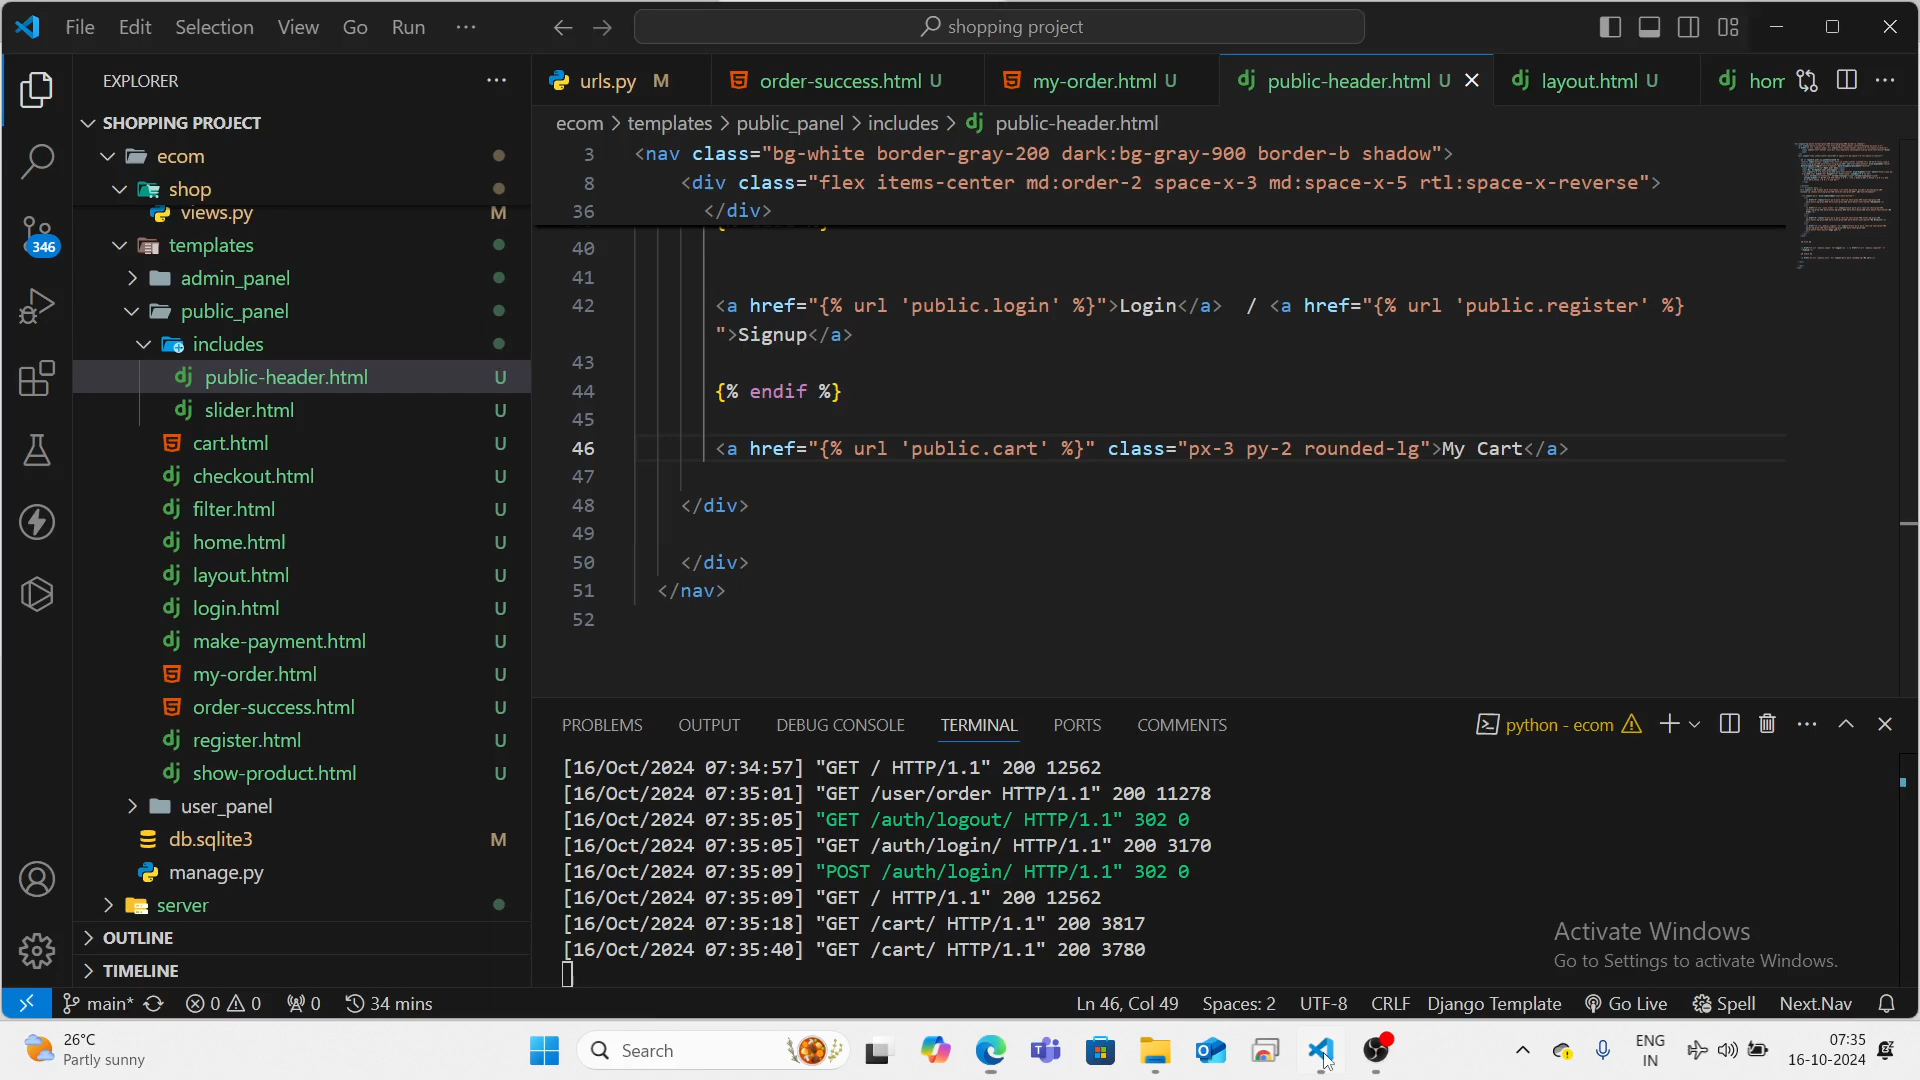 File Edit Selection View Go Run ··· shopping project
EXPLORER ···
urls.py M order-success.html U my-order.html U public-header.html U layout.html U hom
SHOPPING PROJECT
ecom > templates > public_panel > includes > public-header.html
ecom
shop
views.py M
templates
admin_panel
public_panel
includes
public-header.html U
slider.html U
cart.html U
checkout.html U
filter.html U
home.html U
layout.html U
login.html U
make-payment.html U
my-order.html U
order-success.html U
register.html U
show-product.html U
user_panel
db.sqlite3 M
manage.py
server
OUTLINE
TIMELINE
346
3 <nav class="bg-white border-gray-200 dark:bg-gray-900 border-b shadow">
8 <div class="flex items-center md:order-2 space-x-3 md:space-x-5 rtl:space-x-reverse">
36 </div>
40
41
42 <a href="{% url 'public.login' %}">Login</a> / <a href="{% url 'public.register' %}
">Signup</a>
43
44 {% endif %}
45
46 <a href="{% url 'public.cart' %}" class="px-3 py-2 rounded-lg">My Cart</a>
47
48 </div>
49
50 </div>
51 </nav>
52
PROBLEMS OUTPUT DEBUG CONSOLE TERMINAL PORTS COMMENTS python - ecom
[16/Oct/2024 07:34:57] "GET / HTTP/1.1" 200 12562
[16/Oct/2024 07:35:01] "GET /user/order HTTP/1.1" 200 11278
[16/Oct/2024 07:35:05] "GET /auth/logout/ HTTP/1.1" 302 0
[16/Oct/2024 07:35:05] "GET /auth/login/ HTTP/1.1" 200 3170
[16/Oct/2024 07:35:09] "POST /auth/login/ HTTP/1.1" 302 0
[16/Oct/2024 07:35:09] "GET / HTTP/1.1" 200 12562
[16/Oct/2024 07:35:18] "GET /cart/ HTTP/1.1" 200 3817
[16/Oct/2024 07:35:40] "GET /cart/ HTTP/1.1" 200 3780
Activate Windows
Go to Settings to activate Windows.
main* 0 0 0 34 mins Ln 46, Col 49 Spaces: 2 UTF-8 CRLF Django Template Go Live Spell Next.Nav
26°C
Partly sunny
Search
ENG
IN
07:35
16-10-2024